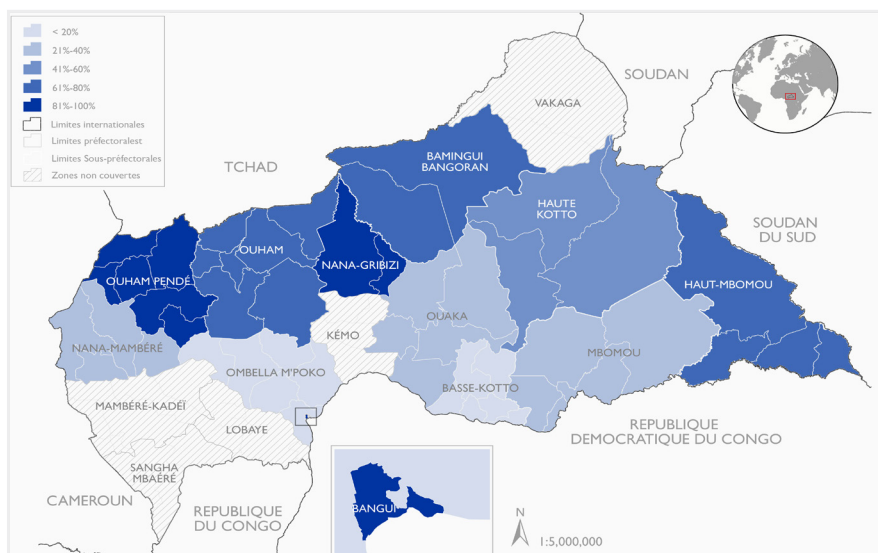 < 20%
21%-40%
41%-60%
61%-80%
81%-100%
Limites internationales
Limites préfectoralest
Limites Sous-préfectorales
Zones non couvertes
SOUDAN
VAKAGA
TCHAD
BAMINGUI
BANGORAN
HAUTE
KOTTO
SOUDAN
DU SUD
OUHAM
NANA-GRIBIZI
OUHAM PENDÉ
HAUT-MBOMOU
OUAKA
KÉMO
NANA-MAMBÉRÉ
MBOMOU
OMBELLA M'POKO
BASSE-KOTTO
MAMBÉRÉ-KADÉÏ
LOBAYE
REPUBLIQUE
DEMOCRATIQUE DU CONGO
SANGHA
MBAÉRÉ
CAMEROUN
REPUBLIQUE
DU CONGO
BANGUI
N
1:5,000,000